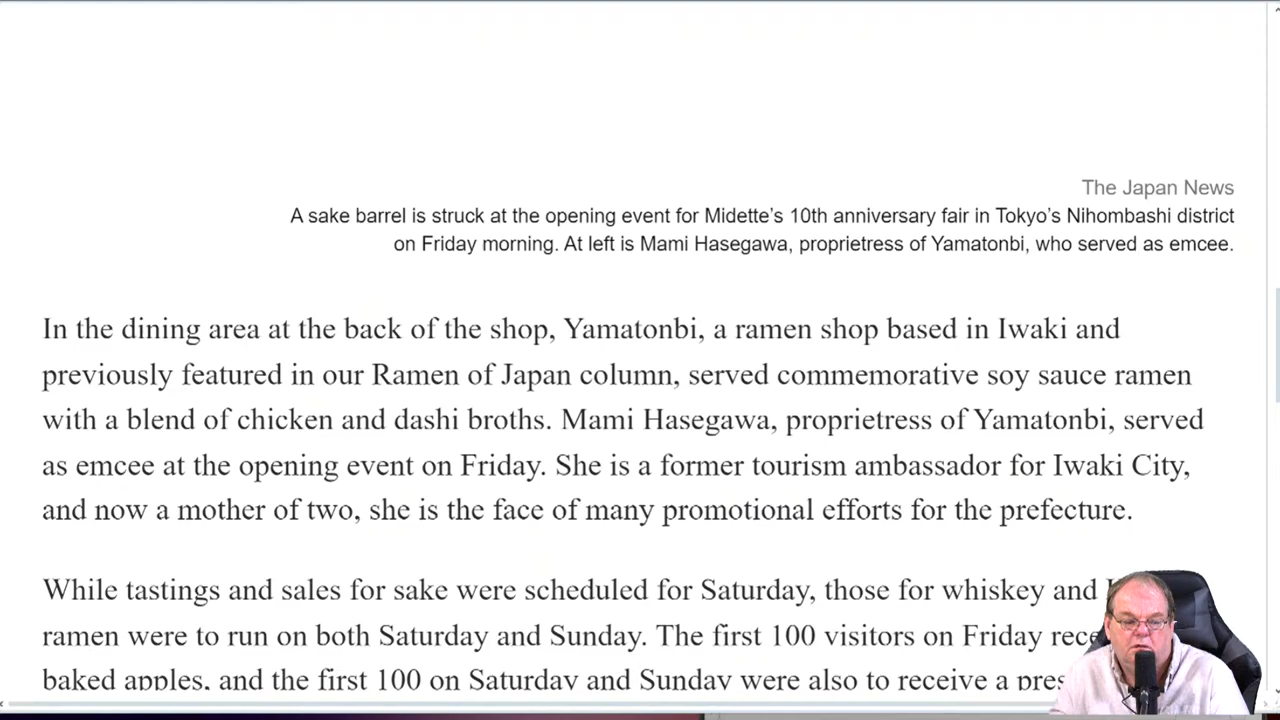 The Japan News
A sake barrel is struck at the opening event for Midette’s 10th anniversary fair in Tokyo’s Nihombashi district
on Friday morning. At left is Mami Hasegawa, proprietress of Yamatonbi, who served as emcee.
In the dining area at the back of the shop, Yamatonbi, a ramen shop based in Iwaki and
previously featured in our Ramen of Japan column, served commemorative soy sauce ramen
with a blend of chicken and dashi broths. Mami Hasegawa, proprietress of Yamatonbi, served
as emcee at the opening event on Friday. She is a former tourism ambassador for Iwaki City,
and now a mother of two, she is the face of many promotional efforts for the prefecture.
While tastings and sales for sake were scheduled for Saturday, those for whiskey and
ramen were to run on both Saturday and Sunday. The first 100 visitors on Friday
baked apples, and the first 100 on Saturday and Sunday were also to receive a